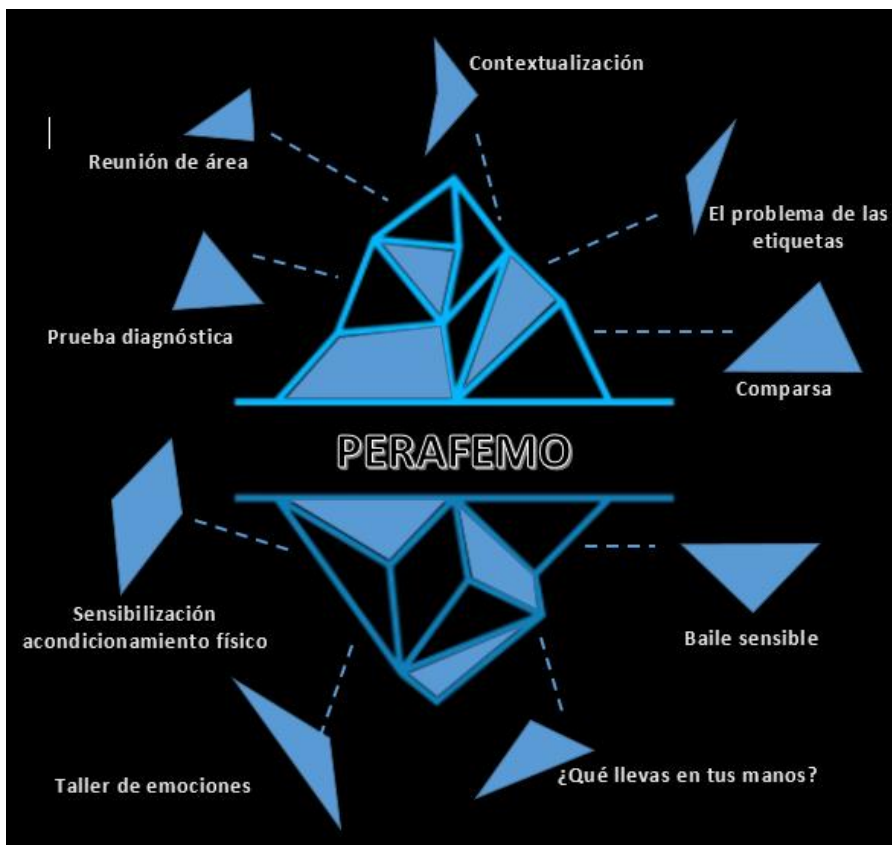 Contextualización
Reunión de área
El problema de las
etiquetas
Prueba diagnóstica
Comparsa
PERAFEMO
Sensibilización
acondicionamiento físico
Baile sensible
Taller de emociones
¿Qué llevas en tus manos?